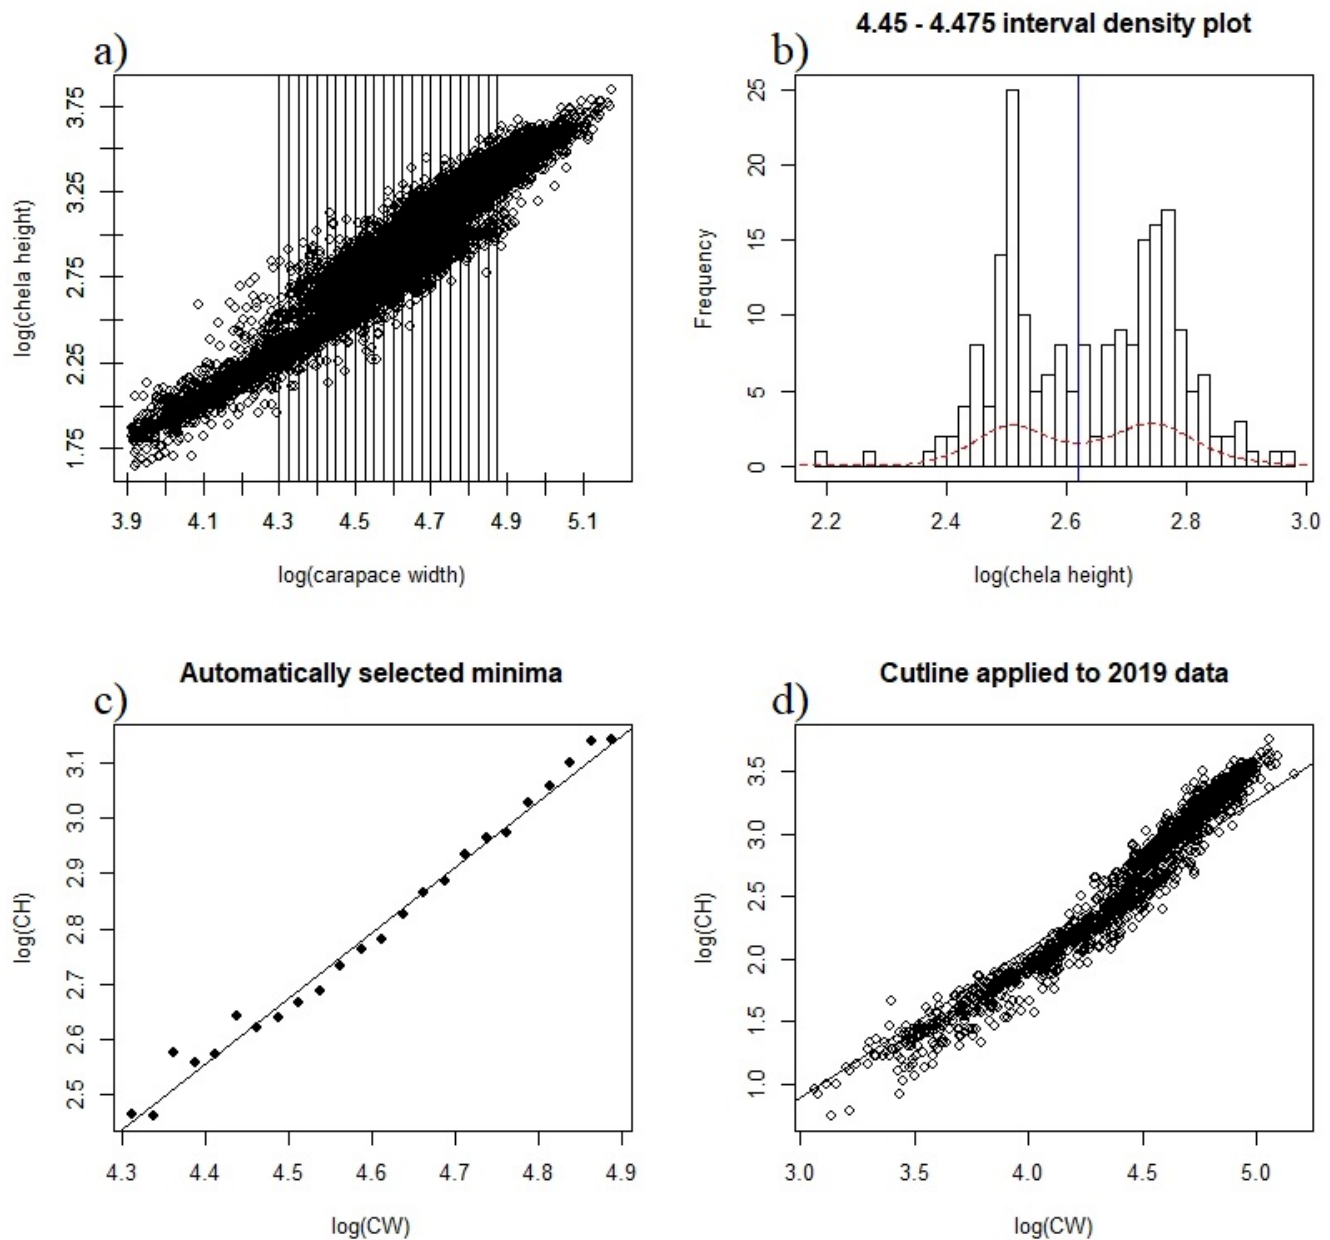 a)
3.75
3.25
2.75
2.25
1.75
log(chela height)
3.9 4.1 4.3 4.5 4.7 4.9 5.1
log(carapace width)
4.45 - 4.475 interval density plot
b)
25
20
15
10
5
0
Frequency
2.2 2.4 2.6 2.8 3.0
log(chela height)
Automatically selected minima
c)
3.1
3.0
2.9
2.8
2.7
2.6
2.5
log(CH)
4.3 4.4 4.5 4.6 4.7 4.8 4.9
log(CW)
Cutline applied to 2019 data
d)
3.5
3.0
2.5
2.0
1.5
1.0
log(CH)
3.0 3.5 4.0 4.5 5.0
log(CW)